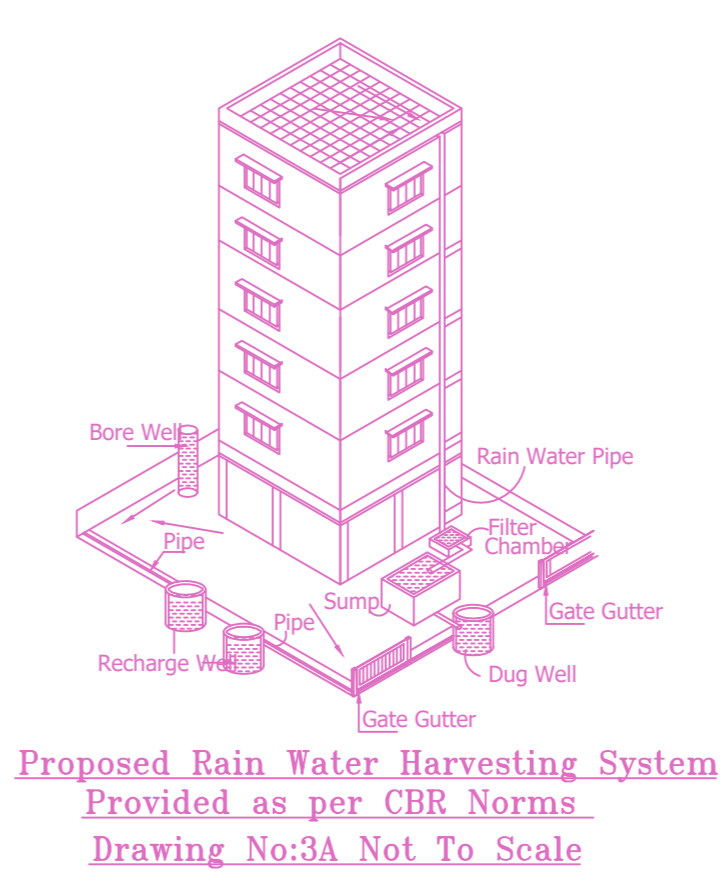 Bore Well
Rain Water Pipe
Filter
Chamber
Pipe
Sump
Gate Gutter
Pipe
Recharge Well
Dug Well
Gate Gutter
Proposed Rain Water Harvesting System
Provided as per CBR Norms
Drawing No:3A Not To Scale